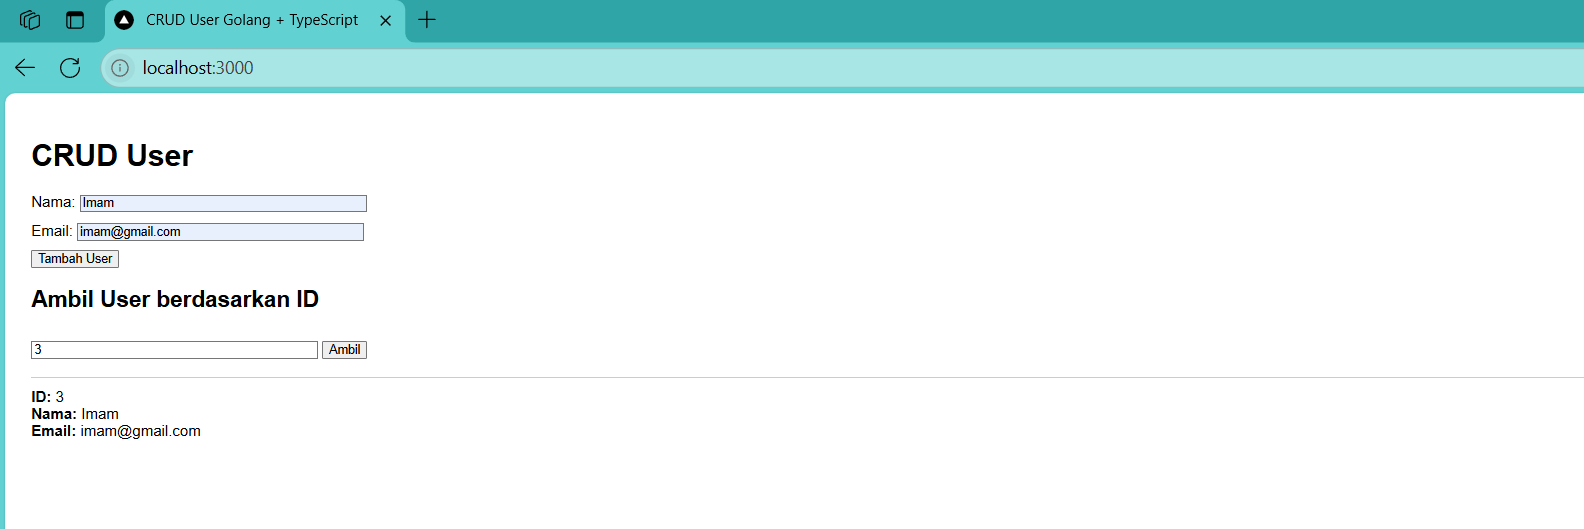 CRUD User Golang + TypeScript
localhost:3000
CRUD User
Nama: Imam
Email: imam@gmail.com
Tambah User
Ambil User berdasarkan ID
3 Ambil
ID: 3
Nama: Imam
Email: imam@gmail.com